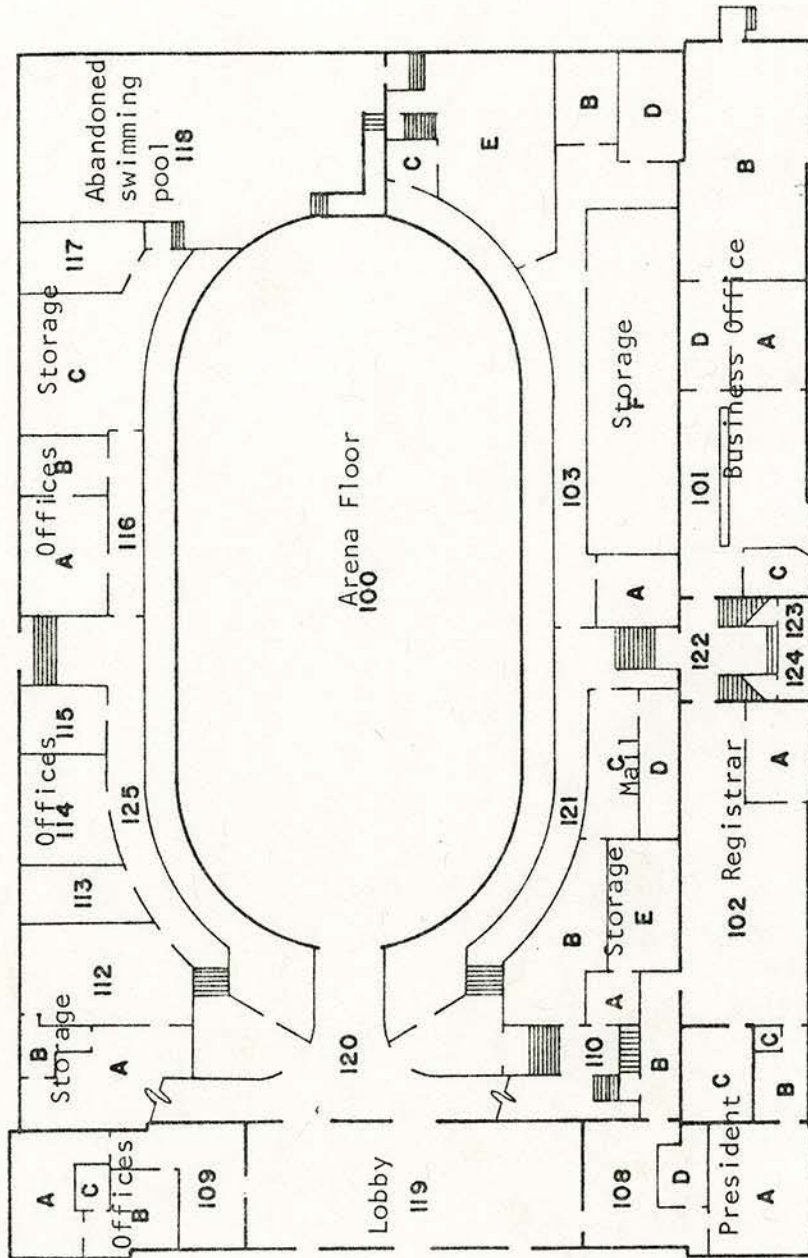 Abandoned
swimming
pool
118
117
Storage
C
Offices
B
A
116
115
Offices
114
113
125
112
Storage
B
A
A
C
Offices
B
109
Lobby
119
120
Arena Floor
100
C
E
B
D
103
Storage
F
A
121
C
Mail
D
B
Storage
E
A
110
B
108
D
President
A
C
B
C
102 Registrar
A
122
124
123
C
101
Business Office
D
A
B